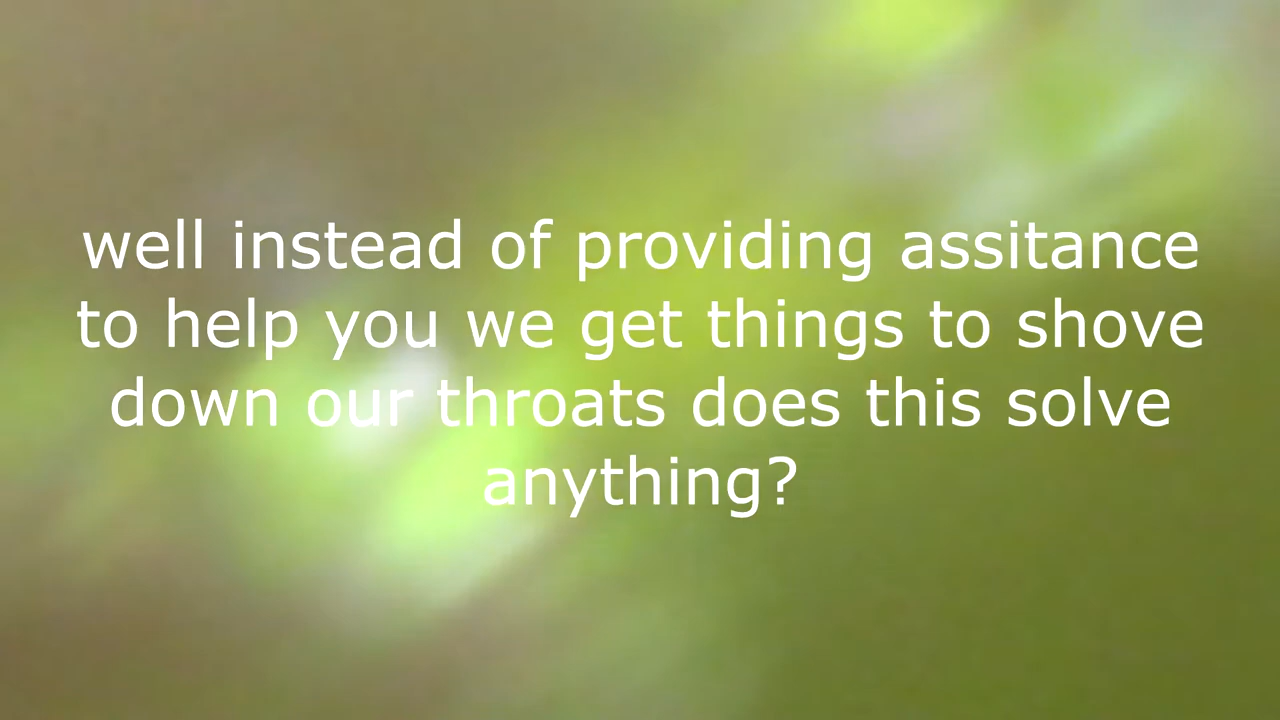 well instead of providing assitance
to help you we get things to shove
down our throats does this solve
anything?